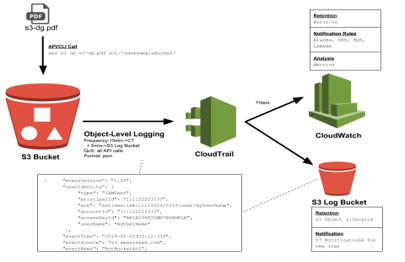 PDF
s3-dg.pdf
API/CLI Call
aws s3 cp s3-dg.pdf s3://awsexamplebucket/
S3 Bucket
Object-Level Logging
Frequency:15min+CT
+ 5min>S3 Log Bucket
QoS: all API calls
Format: json
CloudTrail
Filters
Retention
Built-in
Notification Rules
Alarms, SNS, SQS,
Lambda
Analysis
Metrics
CloudWatch
S3 Log Bucket
Retention
S3 Object Lifecycle
Notification
S3 Notifications for
new logs
{ "eventVersion": "1.03",
"userIdentity": {
"type": "IAMUser",
"principalId": "111122223333",
"arn": "arn:aws:iam::111122223333:user/myUserName",
"accountId": "111122223333",
"accessKeyId": "AKIAIOSFODNN7EXAMPLE",
"userName": "myUserName"
},
"eventTime": "2019-02-01T03:22:33Z",
"eventSource": "s3.amazonaws.com",
"eventName": "PutBucketAcl",